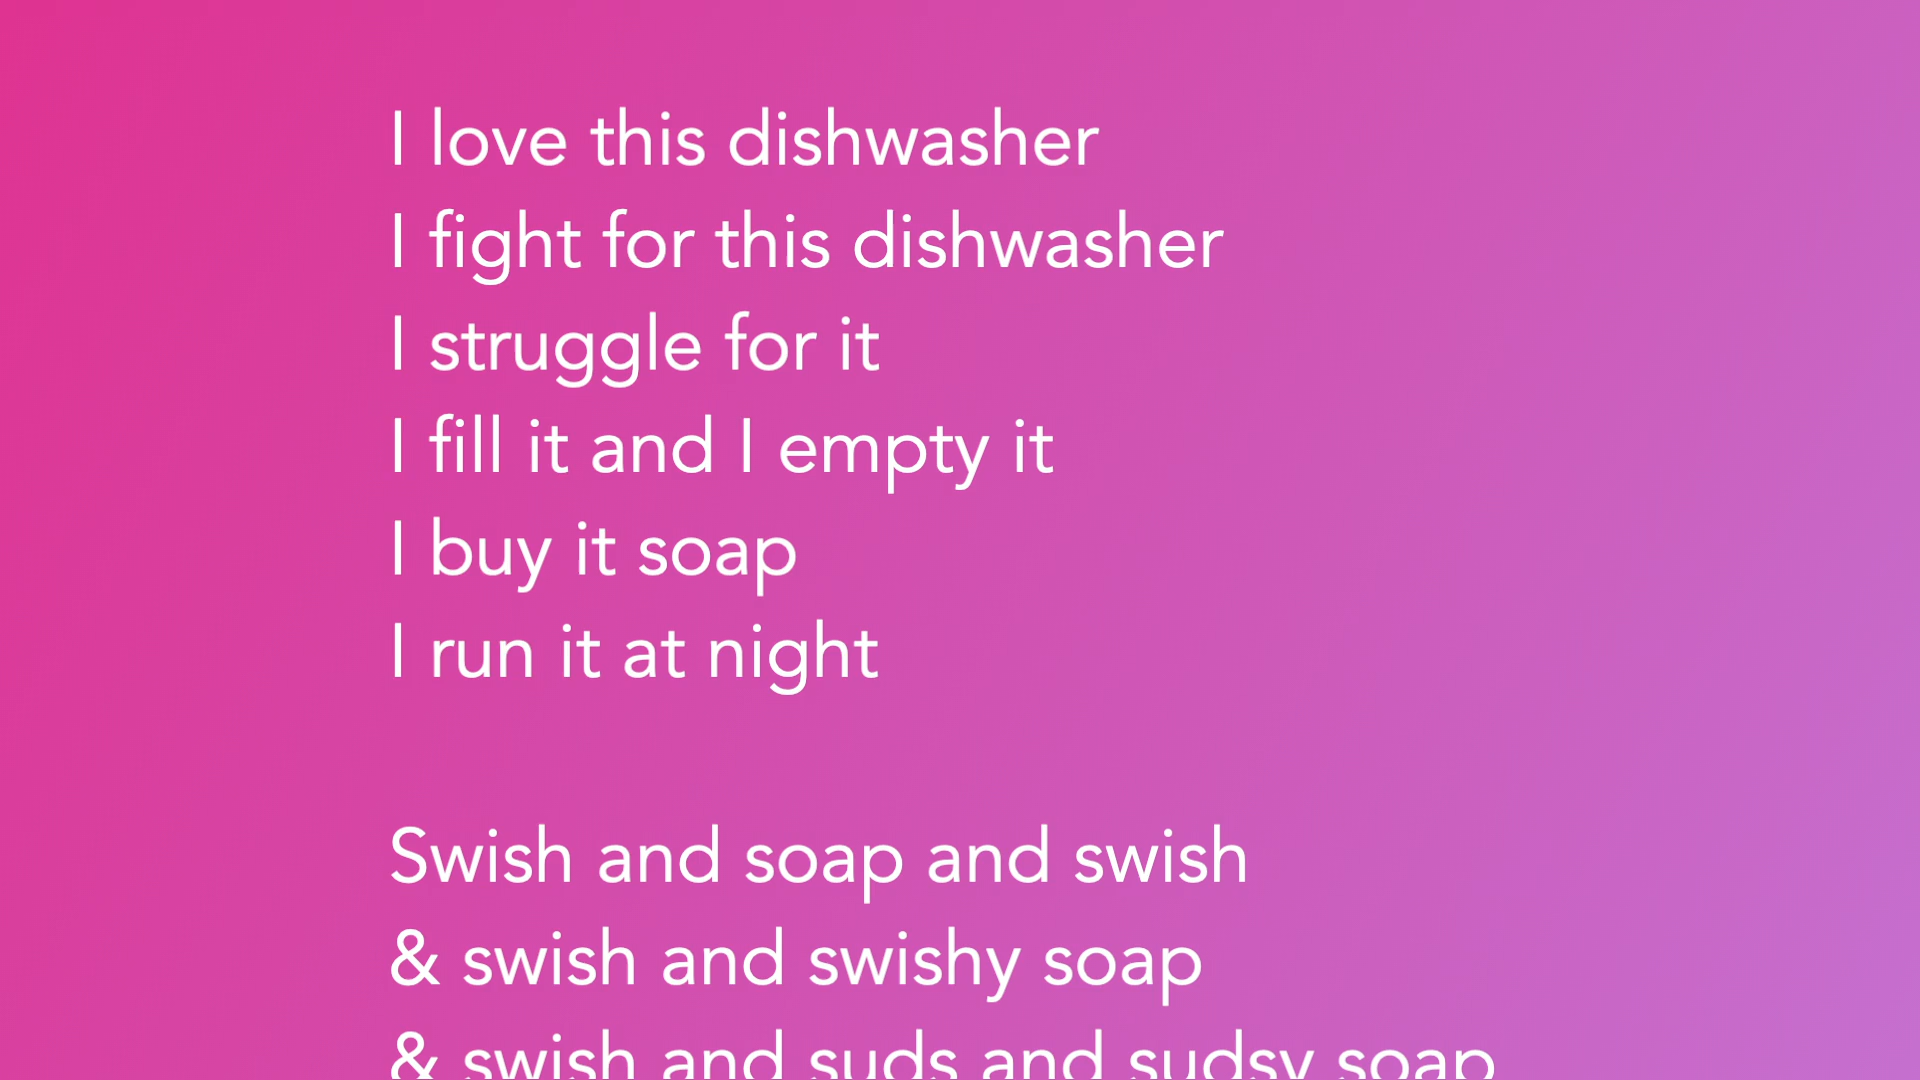 I love this dishwasher
I fight for this dishwasher
I struggle for it
I fill it and I empty it
I buy it soap
I run it at night
Swish and soap and swish
& swish and swishy soap
& swish and suds and sudsy soap